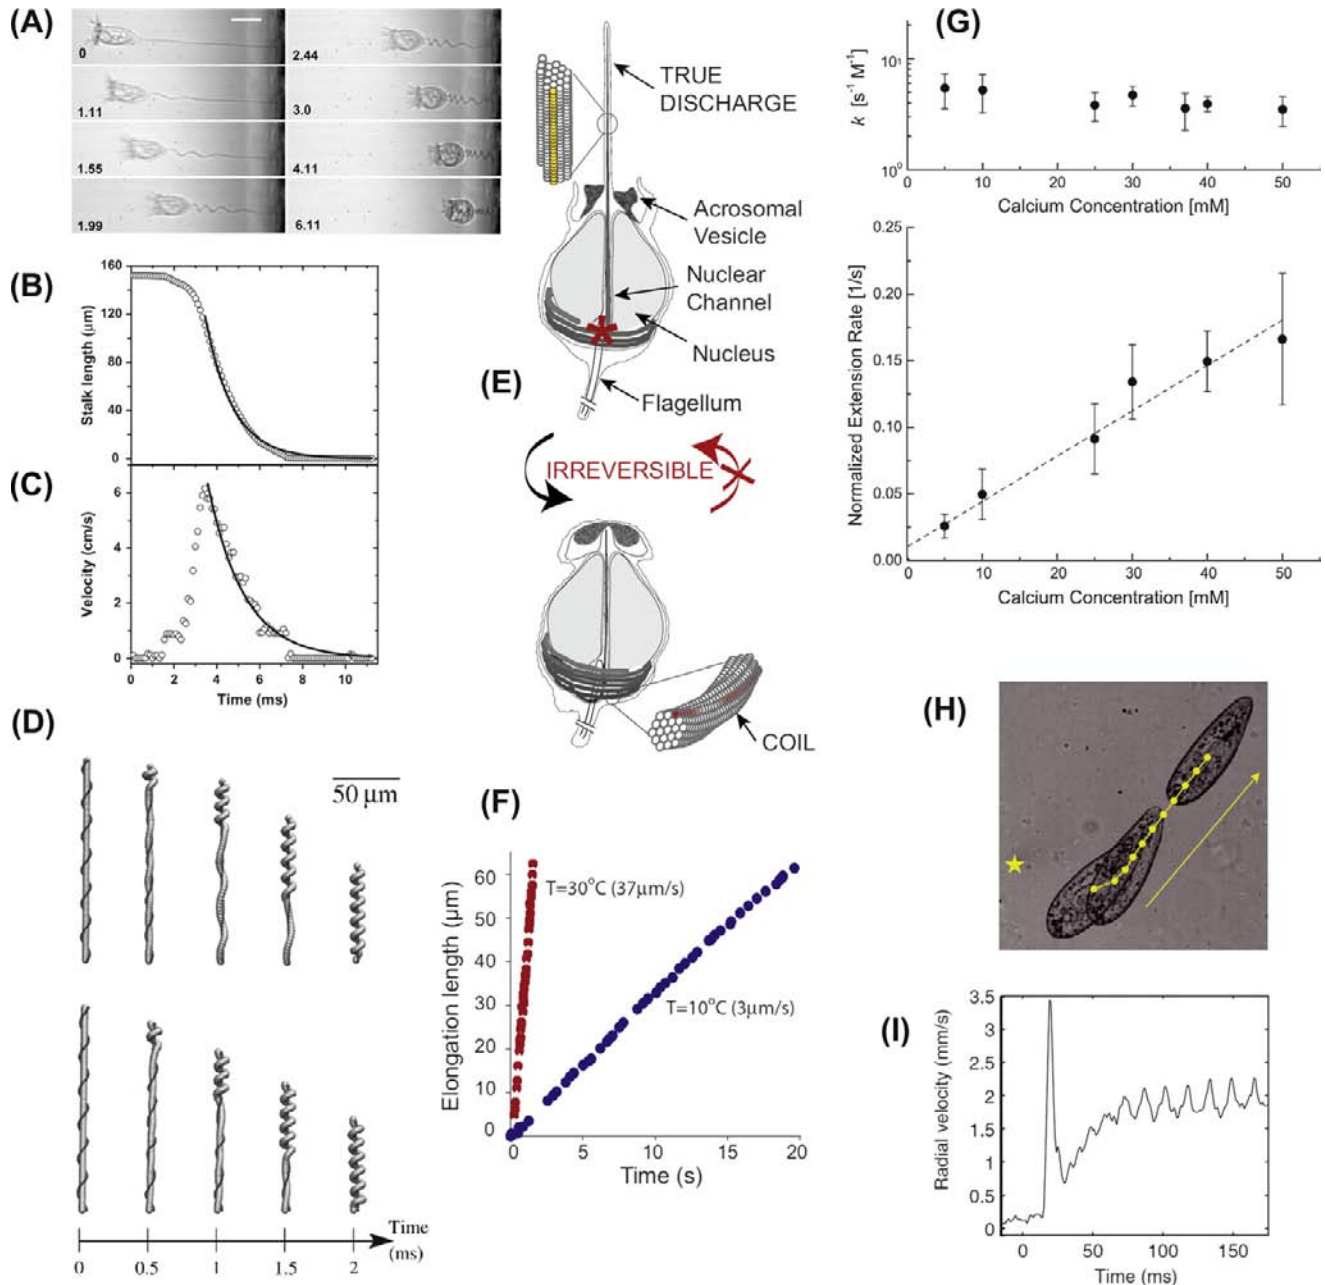 (A)
0
1.11
1.55
1.99
2.44
3.0
4.11
6.11
(B)
Stalk length (µm)
160
120
80
40
0
(C)
Velocity (cm/s)
6
4
2
0
0 2 4 6 8 10
Time (ms)
(D)
50 µm
Time
(ms)
0 0.5 1 1.5 2
TRUE
DISCHARGE
Acrosomal
Vesicle
Nuclear
Channel
Nucleus
Flagellum
(E)
IRREVERSIBLE
COIL
(F)
Elongation length (µm)
60
50
40
30
20
10
0
T=30°C (37µm/s)
T=10°C (3µm/s)
0 5 10 15 20
Time (s)
(G)
k [s⁻¹ M⁻¹]
10¹
10⁰
0 10 20 30 40 50
Calcium Concentration [mM]
Normalized Extension Rate [1/s]
0.25
0.20
0.15
0.10
0.05
0.00
0 10 20 30 40 50
Calcium Concentration [mM]
(H)
(I)
Radial velocity (mm/s)
3.5
3
2.5
2
1.5
1
0.5
0
0 50 100 150
Time (ms)